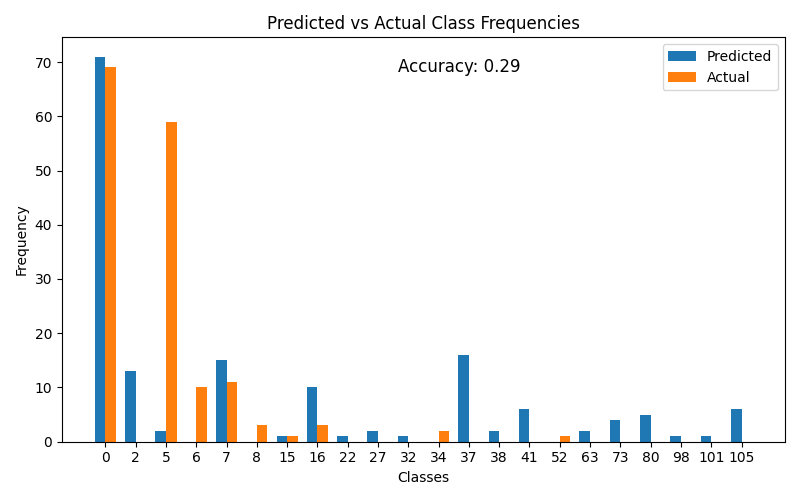 Predicted vs Actual Class Frequencies
Accuracy: 0.29
Predicted
Actual
Frequency
70
60
50
40
30
20
10
0
0 2 5 6 7 8 15 16 22 27 32 34 37 38 41 52 63 73 80 98 101 105
Classes